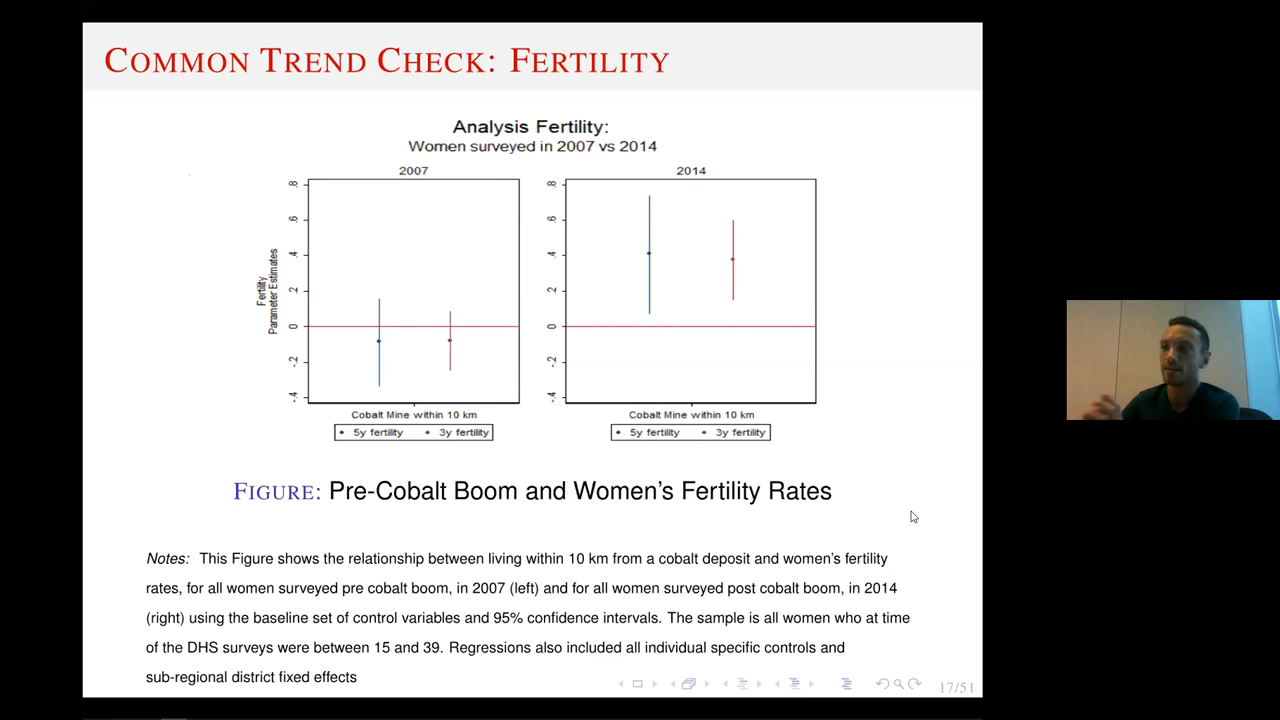 COMMON TREND CHECK: FERTILITY
Analysis Fertility:
Women surveyed in 2007 vs 2014
2007
2014
.8
.6
.4
.2
0
-.2
-.4
Fertility
Parameter Estimates
.8
.6
.4
.2
0
-.2
-.4
Cobalt Mine within 10 km
Cobalt Mine within 10 km
5y fertility 3y fertility
5y fertility 3y fertility
FIGURE: Pre-Cobalt Boom and Women's Fertility Rates
Notes: This Figure shows the relationship between living within 10 km from a cobalt deposit and women's fertility
rates, for all women surveyed pre cobalt boom, in 2007 (left) and for all women surveyed post cobalt boom, in 2014
(right) using the baseline set of control variables and 95% confidence intervals. The sample is all women who at time
of the DHS surveys were between 15 and 39. Regressions also included all individual specific controls and
sub-regional district fixed effects
17/51